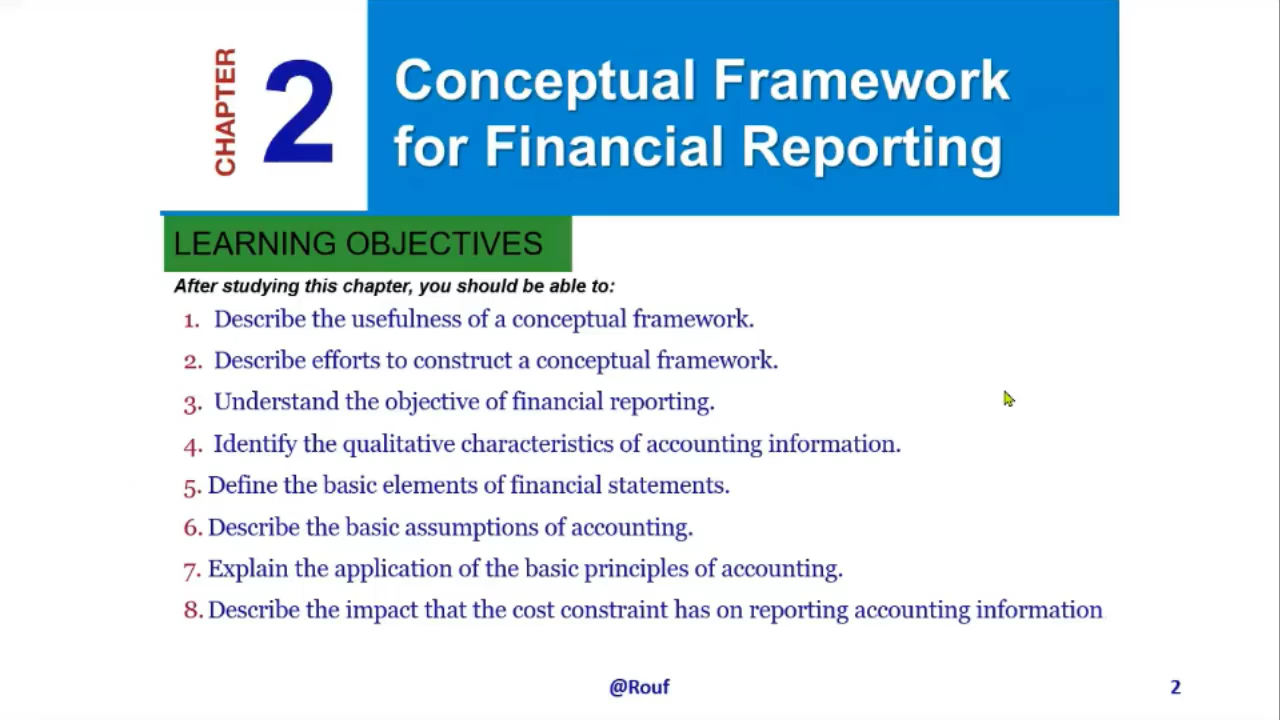 CHAPTER
2
Conceptual Framework
for Financial Reporting
LEARNING OBJECTIVES
After studying this chapter, you should be able to:
1. Describe the usefulness of a conceptual framework.
2. Describe efforts to construct a conceptual framework.
3. Understand the objective of financial reporting.
4. Identify the qualitative characteristics of accounting information.
5. Define the basic elements of financial statements.
6. Describe the basic assumptions of accounting.
7. Explain the application of the basic principles of accounting.
8. Describe the impact that the cost constraint has on reporting accounting information
@Rouf
2